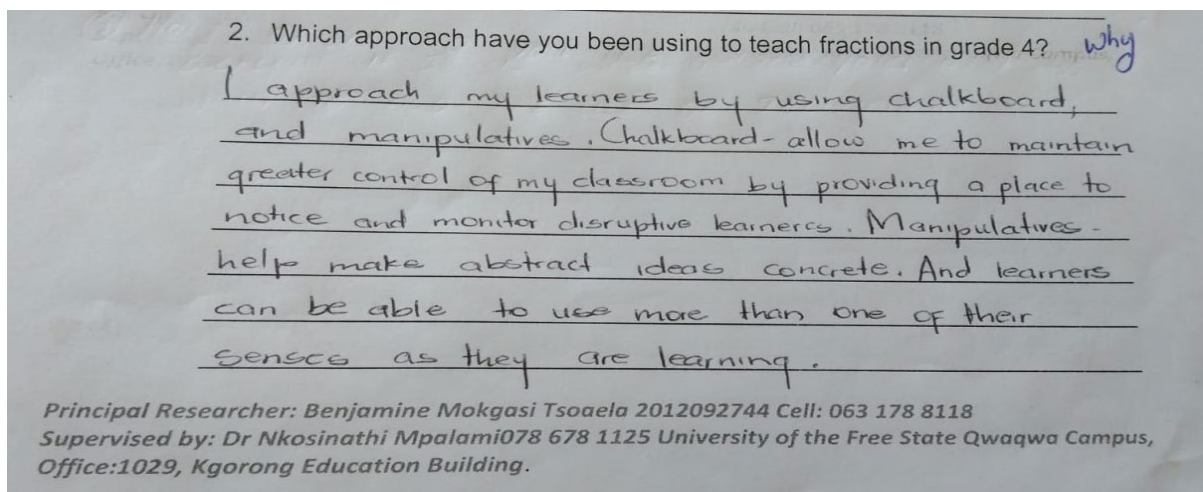 2. Which approach have you been using to teach fractions in grade 4? Why
I approach my learners by using chalkboard,
and manipulatives. Chalkboard- allow me to maintain
greater control of my classroom by providing a place to
notice and monitor disruptive learners. Manipulatives -
help make abstract ideas concrete. And learners
can be able to use more than one of their
senses as they are learning.
Principal Researcher: Benjamine Mokgasi Tsoaela 2012092744 Cell: 063 178 8118
Supervised by: Dr Nkosinathi Mpalami078 678 1125 University of the Free State Qwaqwa Campus,
Office:1029, Kgorong Education Building.